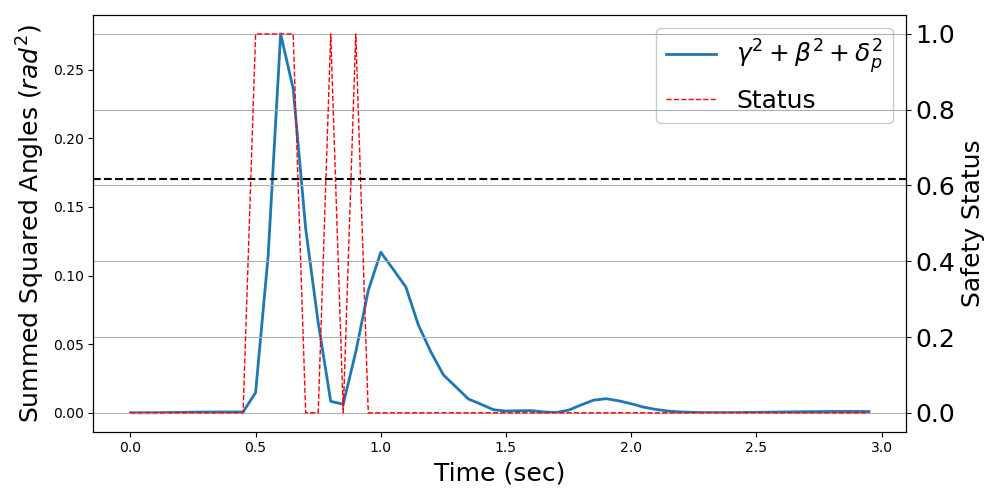 γ² + β² + δ_p²
Status
Summed Squared Angles (rad²)
0.25
0.20
0.15
0.10
0.05
0.00
1.0
0.8
0.6
0.4
0.2
0.0
Safety Status
0.0 0.5 1.0 1.5 2.0 2.5 3.0
Time (sec)